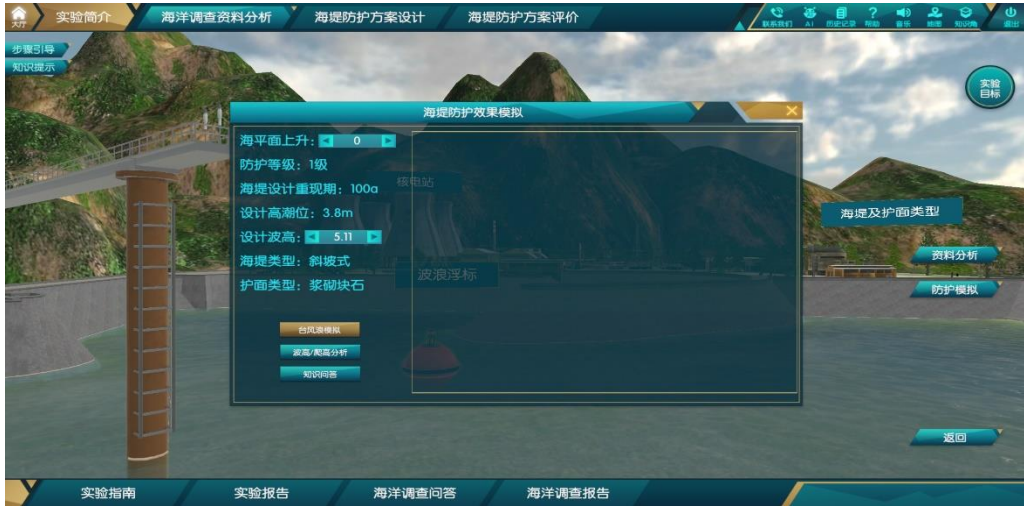 大厅
实验简介
海洋调查资料分析
海堤防护方案设计
海堤防护方案评价
联系我们
AI
历史记录
帮助
音乐
画图
知识角
退出
步骤引导
知识提示
实验
目标
海堤防护效果模拟
海平面上升: 0
防护等级: 1级
海堤设计重现期: 100a
设计高潮位: 3.8m
设计波高: 5.11
海堤类型: 斜坡式
护面类型: 浆砌块石
核电站
波浪浮标
台风浪模拟
波高/爬高分析
知识问答
海堤及护面类型
资料分析
防护模拟
返回
实验指南
实验报告
海洋调查问答
海洋调查报告